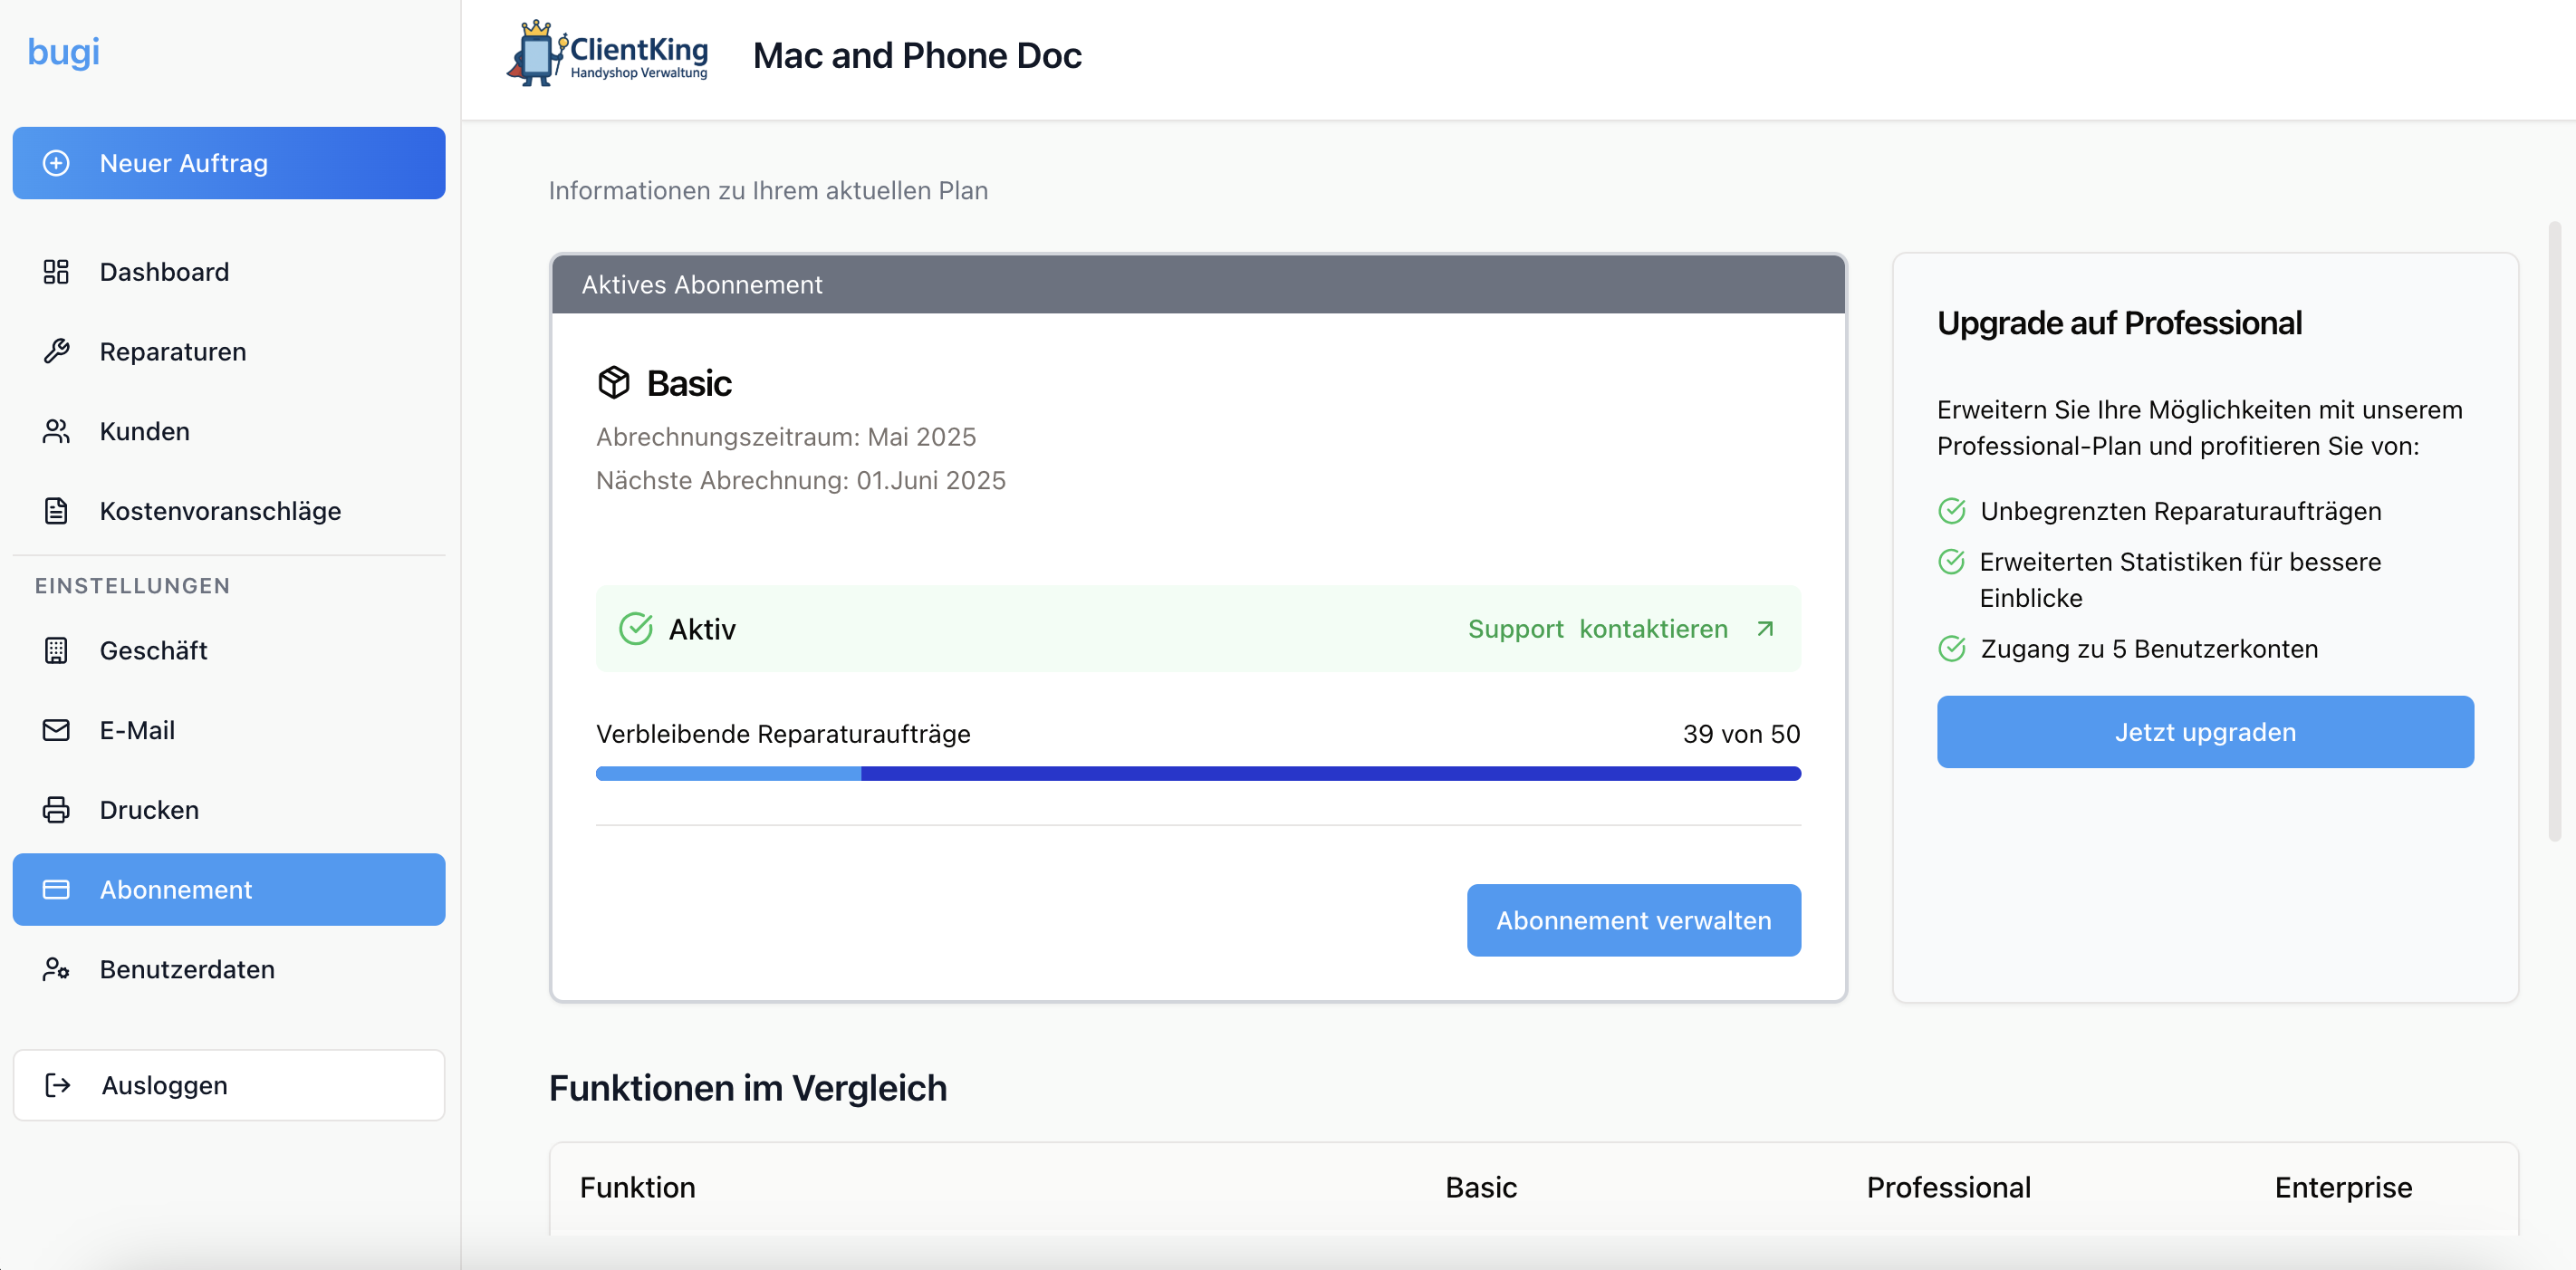 bugi
Neuer Auftrag
Dashboard
Reparaturen
Kunden
Kostenvoranschläge
EINSTELLUNGEN
Geschäft
E-Mail
Drucken
Abonnement
Benutzerdaten
Ausloggen
ClientKing
Handyshop Verwaltung
Mac and Phone Doc
Informationen zu Ihrem aktuellen Plan
Aktives Abonnement
Basic
Abrechnungszeitraum: Mai 2025
Nächste Abrechnung: 01.Juni 2025
Aktiv
Support kontaktieren
Verbleibende Reparaturaufträge
39 von 50
Abonnement verwalten
Upgrade auf Professional
Erweitern Sie Ihre Möglichkeiten mit unserem
Professional-Plan und profitieren Sie von:
Unbegrenzten Reparaturaufträgen
Erweiterten Statistiken für bessere
Einblicke
Zugang zu 5 Benutzerkonten
Jetzt upgraden
Funktionen im Vergleich
Funktion
Basic
Professional
Enterprise